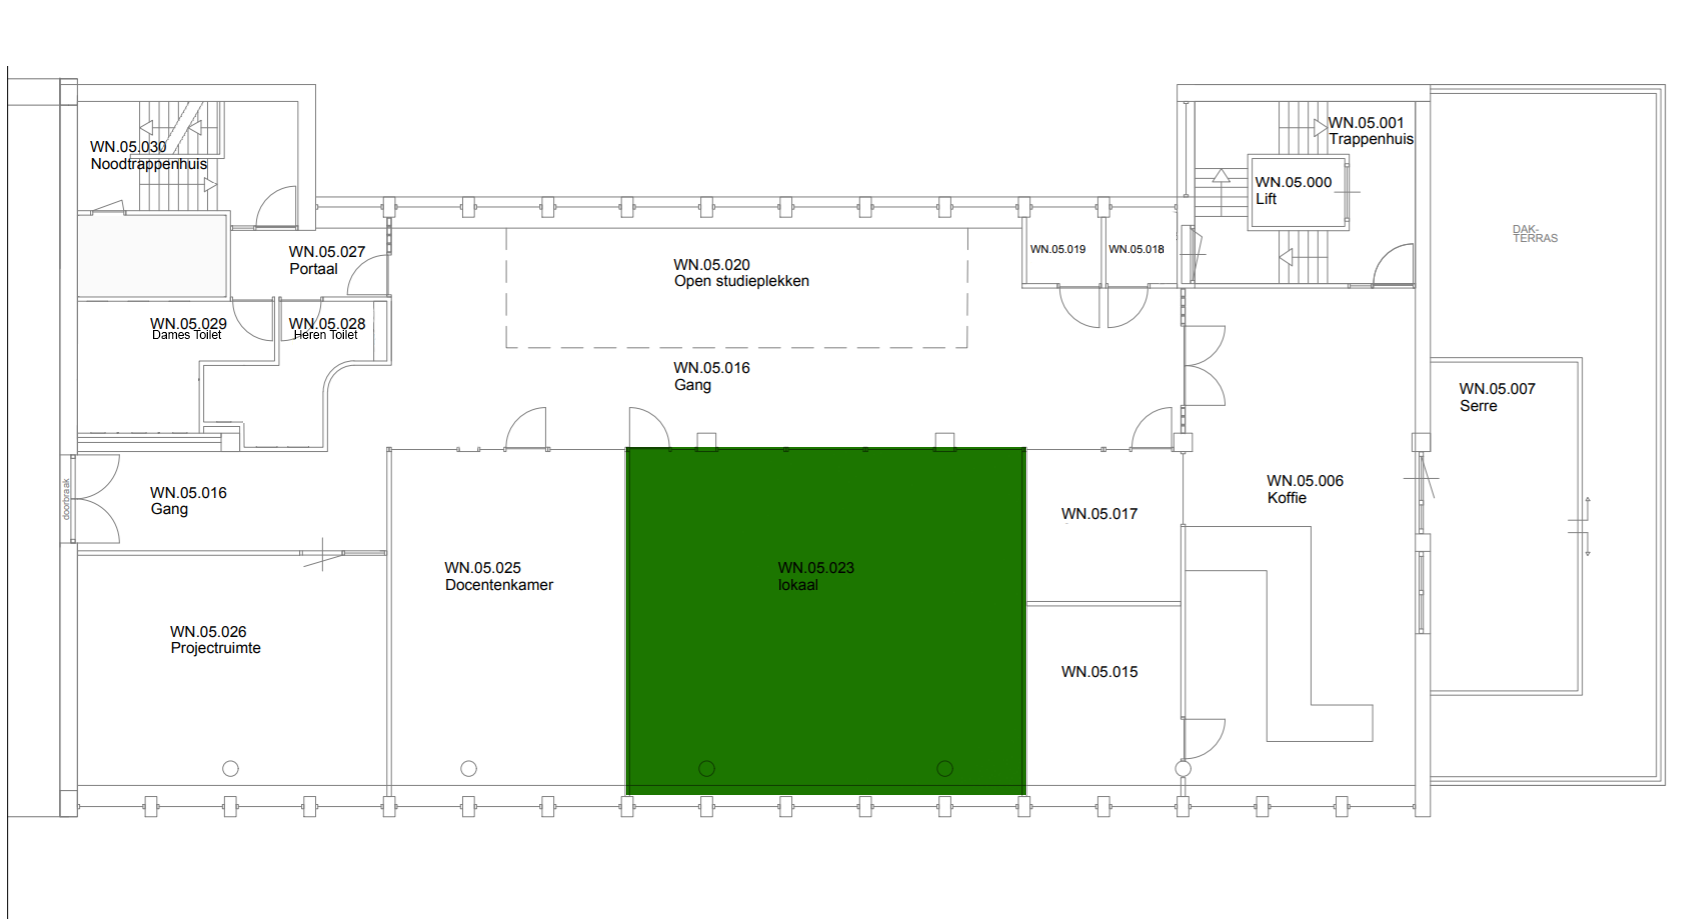 WN.05.030
Noodtrappenhuis
WN.05.001
Trappenhuis
WN.05.000
Lift
DAK-
TERRAS
WN.05.027
Portaal
WN.05.020
Open studieplekken
WN.05.019
WN.05.018
WN.05.029
Dames Toilet
WN.05.028
Heren Toilet
WN.05.016
Gang
WN.05.007
Serre
doorbraak
WN.05.016
Gang
WN.05.006
Koffie
WN.05.017
WN.05.025
Docentenkamer
WN.05.023
lokaal
WN.05.026
Projectruimte
WN.05.015